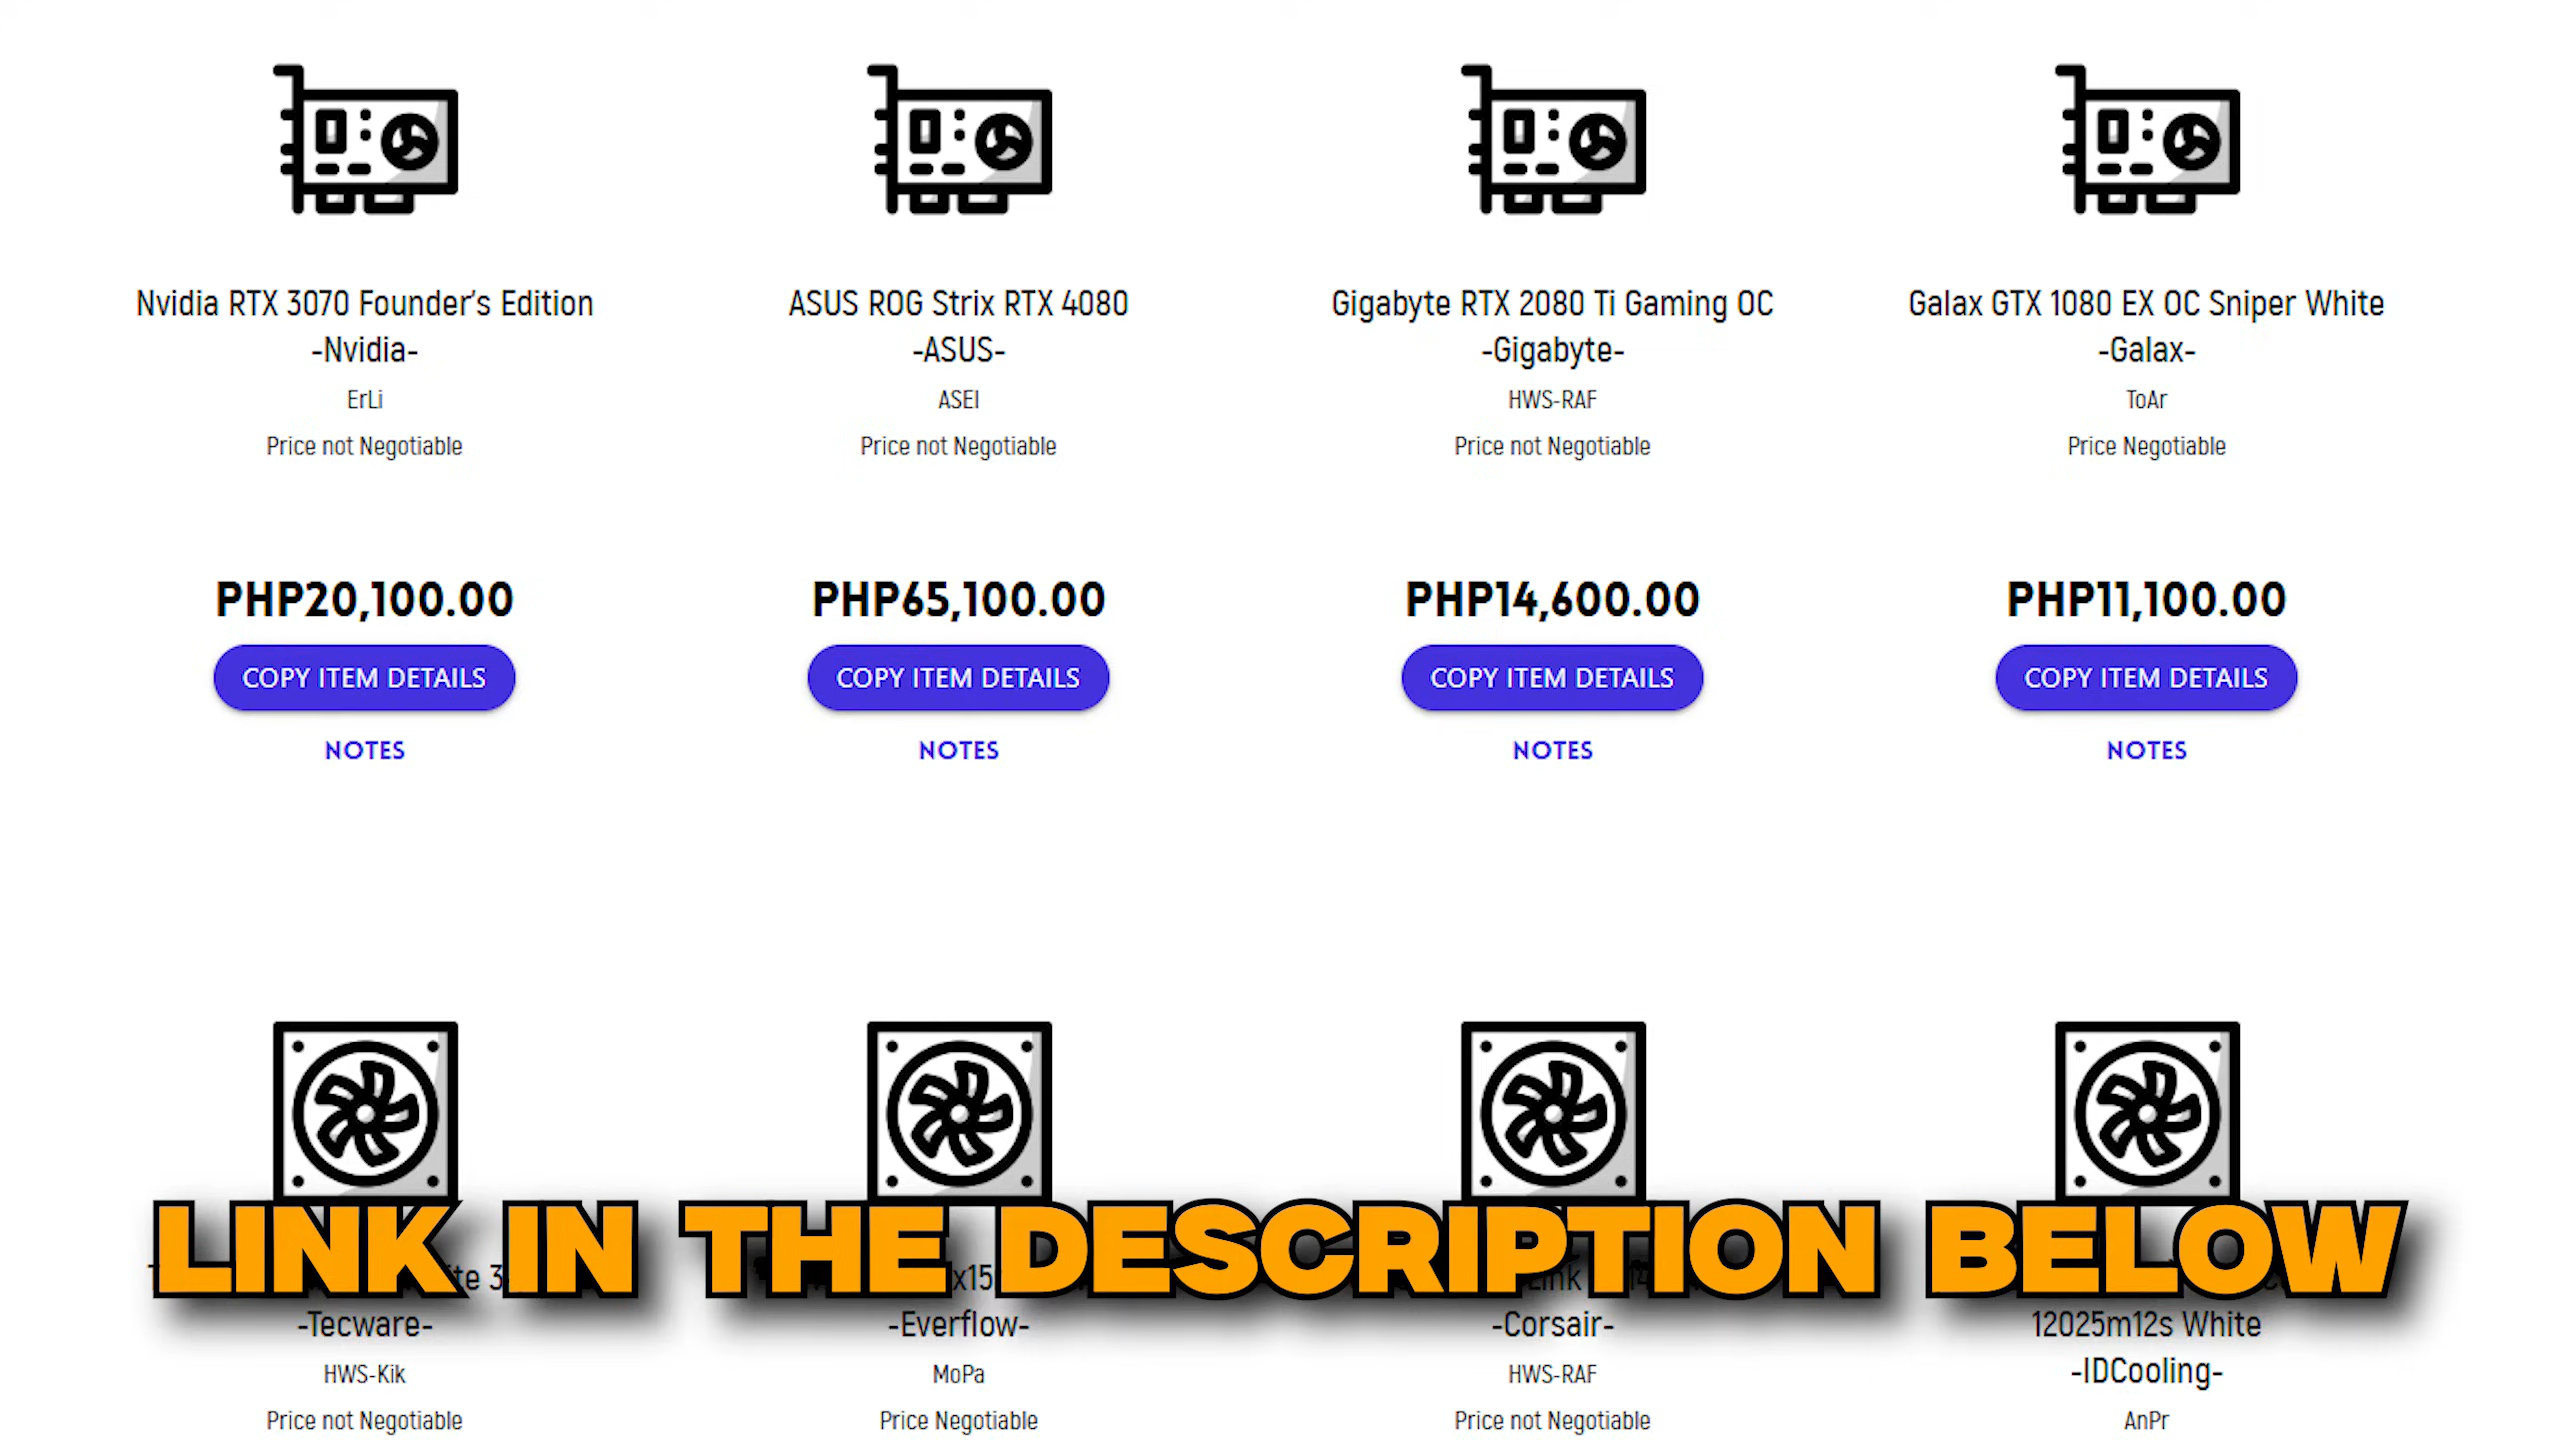 Nvidia RTX 3070 Founder's Edition
-Nvidia-
ErLi
Price not Negotiable
PHP20,100.00
COPY ITEM DETAILS
NOTES
ASUS ROG Strix RTX 4080
-ASUS-
ASEI
Price not Negotiable
PHP65,100.00
COPY ITEM DETAILS
NOTES
Gigabyte RTX 2080 Ti Gaming OC
-Gigabyte-
HWS-RAF
Price not Negotiable
PHP14,600.00
COPY ITEM DETAILS
NOTES
Galax GTX 1080 EX OC Sniper White
-Galax-
ToAr
Price Negotiable
PHP11,100.00
COPY ITEM DETAILS
NOTES
LINK IN THE DESCRIPTION BELOW
-Tecware-
HWS-Kik
Price not Negotiable
-Everflow-
MoPa
Price Negotiable
-Corsair-
HWS-RAF
Price not Negotiable
12025m12s White
-IDCooling-
AnPr